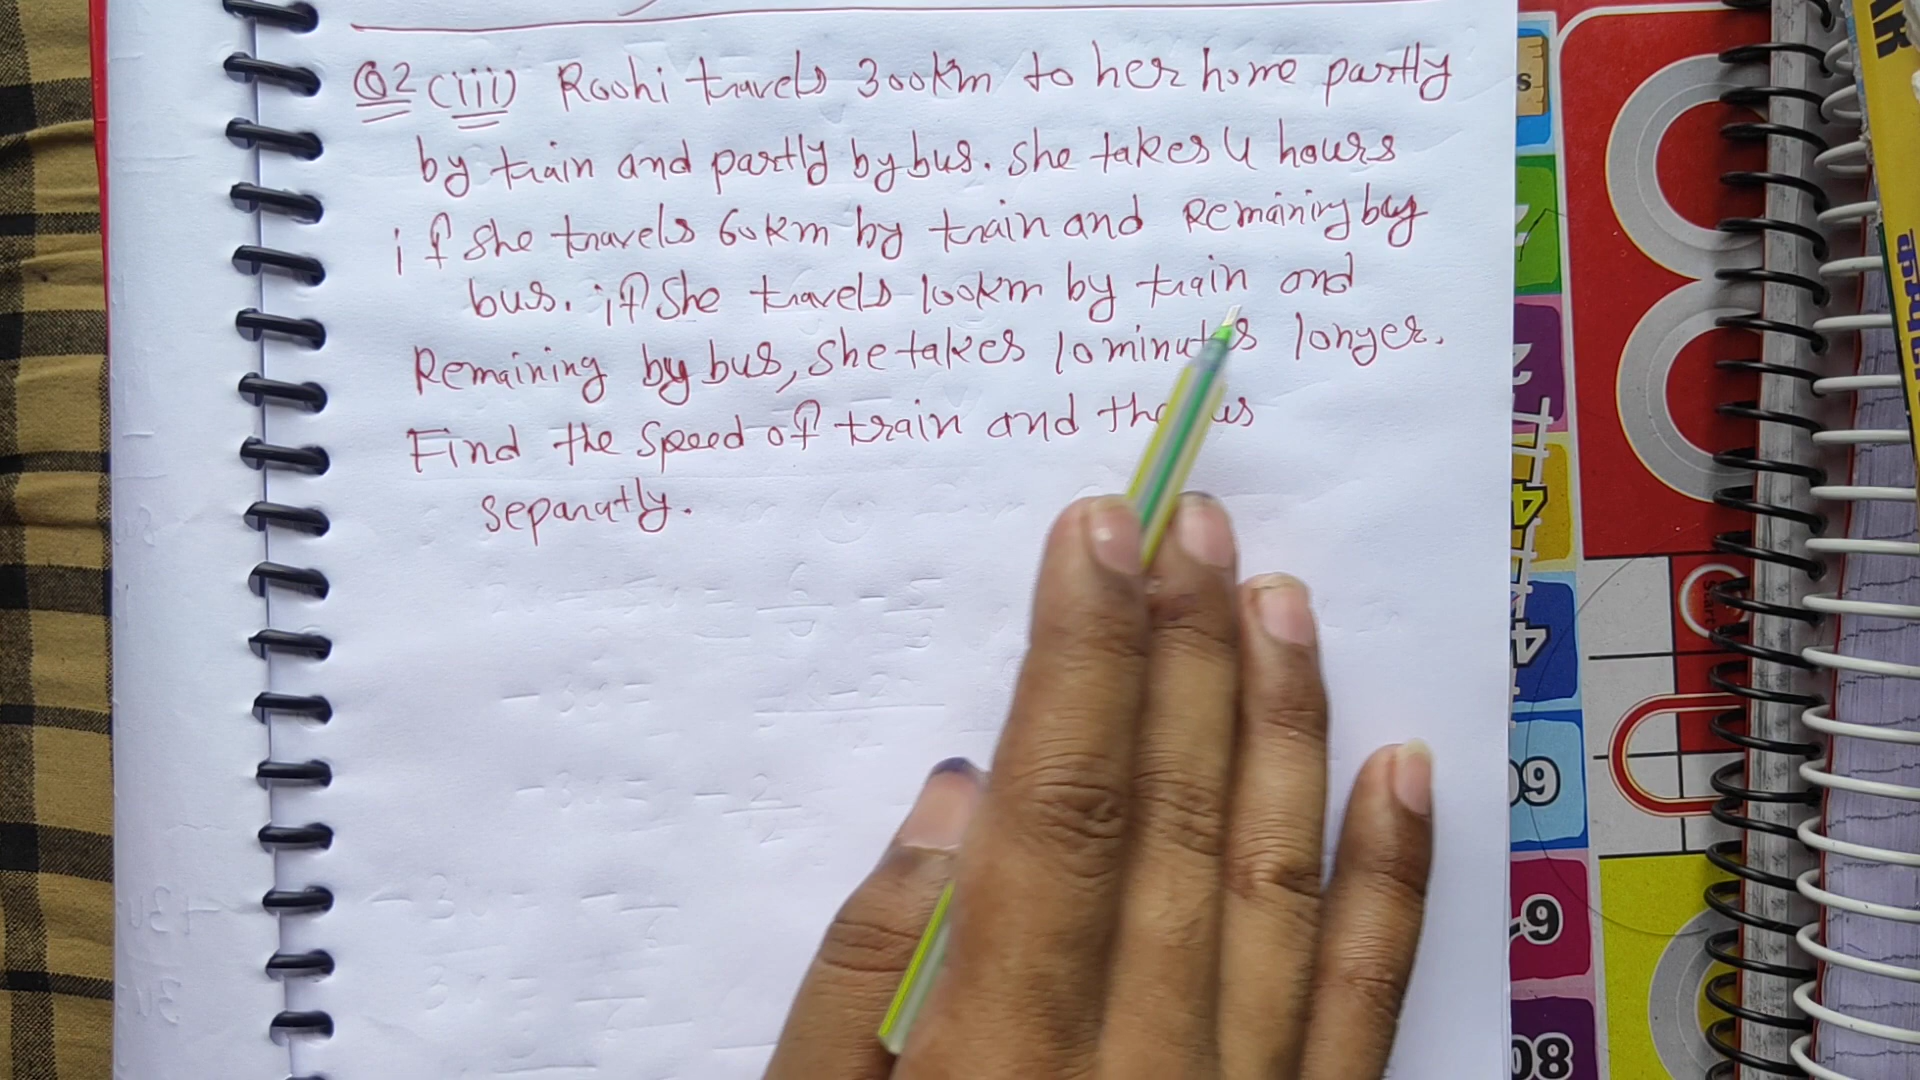 Q2 (iii) Roohi travels 300km to her home partly
by train and partly by bus. She takes 4 hours
if she travels 60km by train and Remaining by
bus. if She travels 100km by train and
Remaining by bus, she takes 10 minutes longer.
Find the speed of train and the us
separatly.